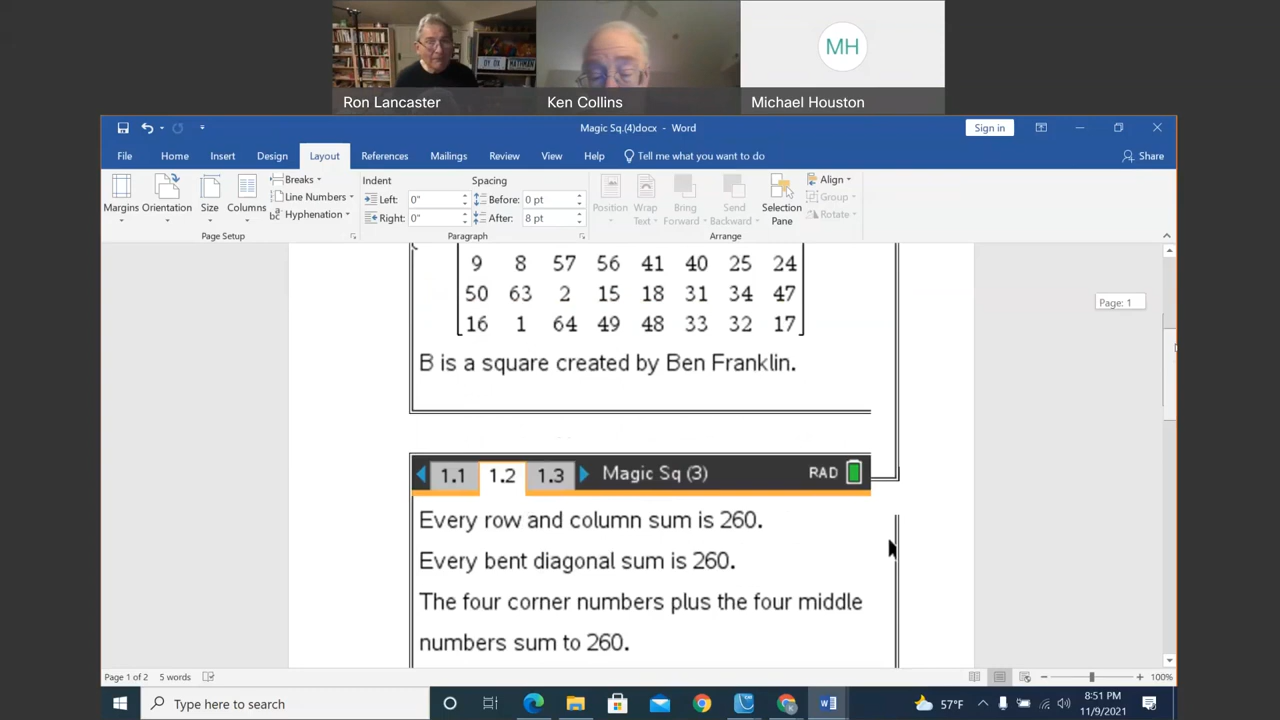 DY DX
MATHMAN
MH
Ron Lancaster
Ken Collins
Michael Houston
Magic Sq.(4)docx - Word
Sign in
File Home Insert Design Layout References Mailings Review View Help Tell me what you want to do Share
Margins Orientation Size Columns
Breaks
Line Numbers
Hyphenation
Page Setup
Indent
Left: 0"
Right: 0"
Spacing
Before: 0 pt
After: 8 pt
Paragraph
Position Wrap Text Bring Forward Send Backward Selection Pane
Align
Group
Rotate
Arrange
9 8 57 56 41 40 25 24
50 63 2 15 18 31 34 47
16 1 64 49 48 33 32 17
Page: 1
B is a square created by Ben Franklin.
1.1 1.2 1.3 Magic Sq (3) RAD
Every row and column sum is 260.
Every bent diagonal sum is 260.
The four corner numbers plus the four middle
numbers sum to 260.
Page 1 of 2 5 words 100%
Type here to search
57°F
8:51 PM
11/9/2021